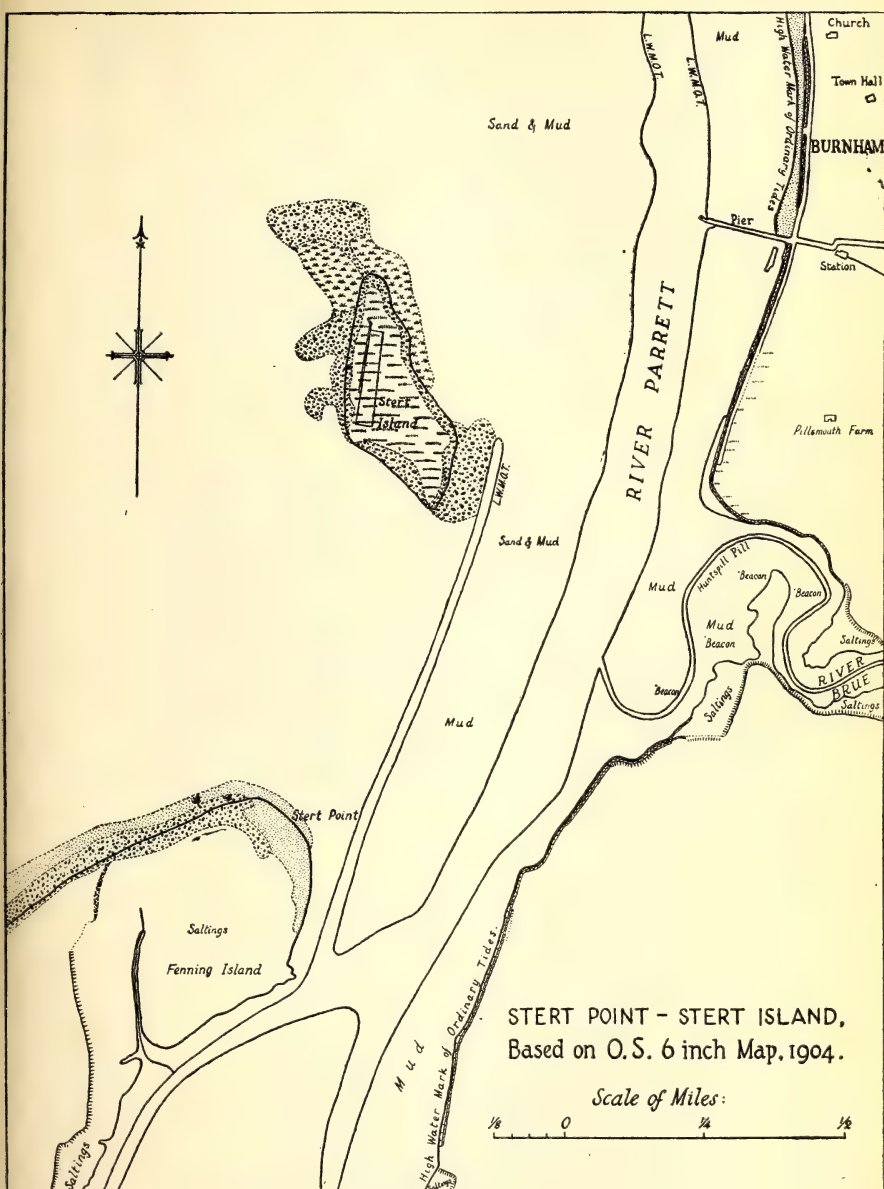 Church
Mud
L.W.M.O.T.
L.W.M.O.T.
High Water Mark of Ordinary Tides
Town Hall
Sand & Mud
BURNHAM
Pier
Station
RIVER PARRETT
Stert
Island
Pillsmouth Farm
L.W.M.O.T.
Sand & Mud
Huntspill Pill
Mud
Beacon
Beacon
Mud
Beacon
Saltings
RIVER
BRUE
Beacon
Saltings
Saltings
Mud
Stert Point
Saltings
Fenning Island
High Water Mark of Ordinary Tides.
Mud
STERT POINT - STERT ISLAND,
Based on O.S. 6 inch Map, 1904.
Scale of Miles:
1/8 0 1/4 1/2
Saltings